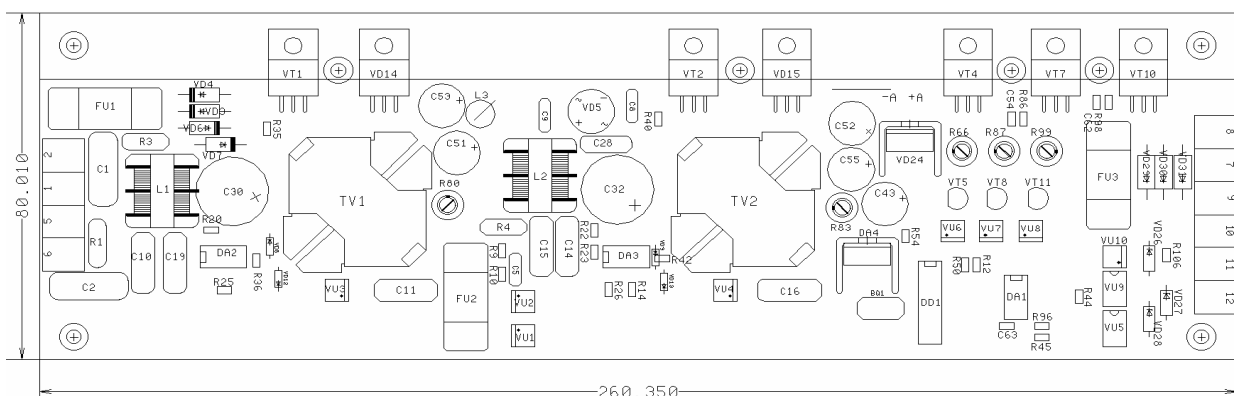 80.010
260.350
VT1
VD14
VT2
VD15
VT4
VT7
VT10
FU1
VD4
VD6
VD7
R35
C53
L3
C51
C9
VD5
C8
R40
C28
-A +A
C52
C55
VD24
C54
R86
C62
R98
R66
R87
R99
R3
C1
L1
C30
TV1
R80
L2
C32
TV2
C43
R83
VT5
VT8
VT11
FU3
VD29
VD30
VD31
8
7
9
10
11
12
2
1
5
6
R1
C2
C10
C19
R20
DA2
R25
R36
VU3
C11
FU2
R4
R9
R10
C5
C15
C14
R22
R23
DA3
R42
R26
R14
VU2
VU1
VU4
C16
DA4
BQ1
R54
DD1
VU6
VU7
VU8
R50
R12
DA1
C63
R96
R45
R44
VU10
VU9
VU5
VD26
R106
VD27
VD28